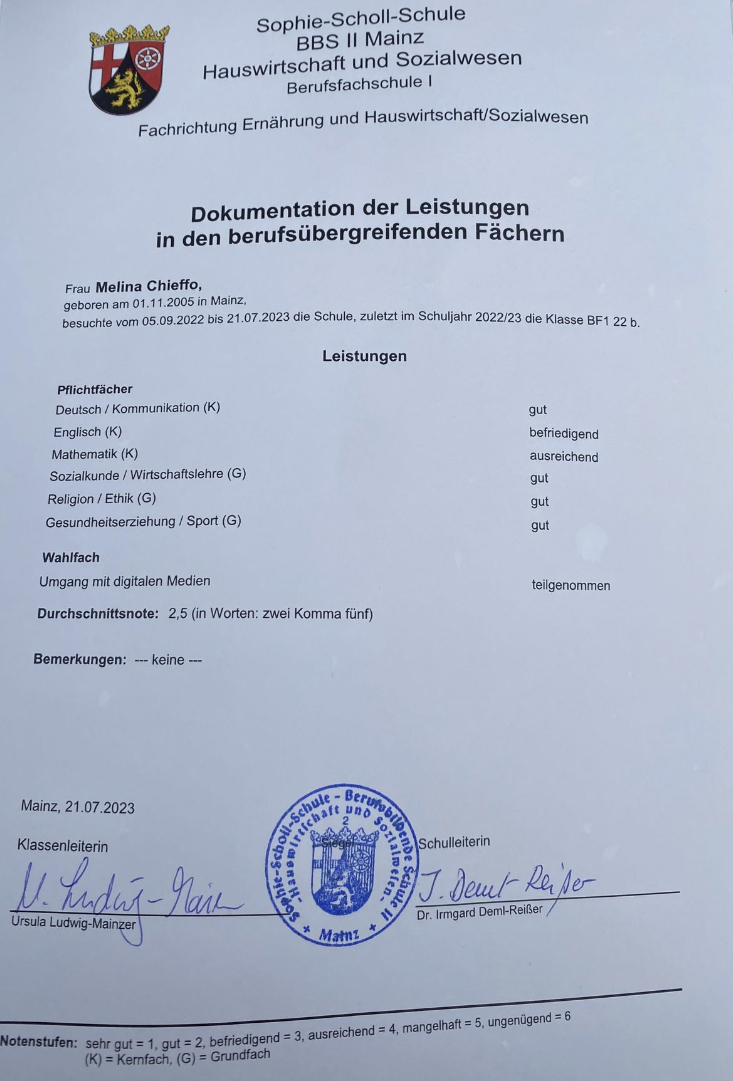 Sophie-Scholl-Schule
BBS II Mainz
Hauswirtschaft und Sozialwesen
Berufsfachschule I
Fachrichtung Ernährung und Hauswirtschaft/Sozialwesen
Dokumentation der Leistungen
in den berufsübergreifenden Fächern
Frau Melina Chieffo,
geboren am 01.11.2005 in Mainz,
besuchte vom 05.09.2022 bis 21.07.2023 die Schule, zuletzt im Schuljahr 2022/23 die Klasse BF1 22 b.
Leistungen
Pflichtfächer
Deutsch / Kommunikation (K) gut
Englisch (K) befriedigend
Mathematik (K) ausreichend
Sozialkunde / Wirtschaftslehre (G) gut
Religion / Ethik (G) gut
Gesundheitserziehung / Sport (G) gut
Wahlfach
Umgang mit digitalen Medien teilgenommen
Durchschnittsnote: 2,5 (in Worten: zwei Komma fünf)
Bemerkungen: --- keine ---
Mainz, 21.07.2023
Klassenleiterin
Sophie-Scholl-Schule - Berufsbildende Schule II
Hauswirtschaft und Sozialwesen
2
Siegel
+ Mainz +
Schulleiterin
U. Ludwig-Mainz
I. Deml-Reißer
Ursula Ludwig-Mainzer
Dr. Irmgard Deml-Reißer
Notenstufen: sehr gut = 1, gut = 2, befriedigend = 3, ausreichend = 4, mangelhaft = 5, ungenügend = 6
(K) = Kernfach, (G) = Grundfach